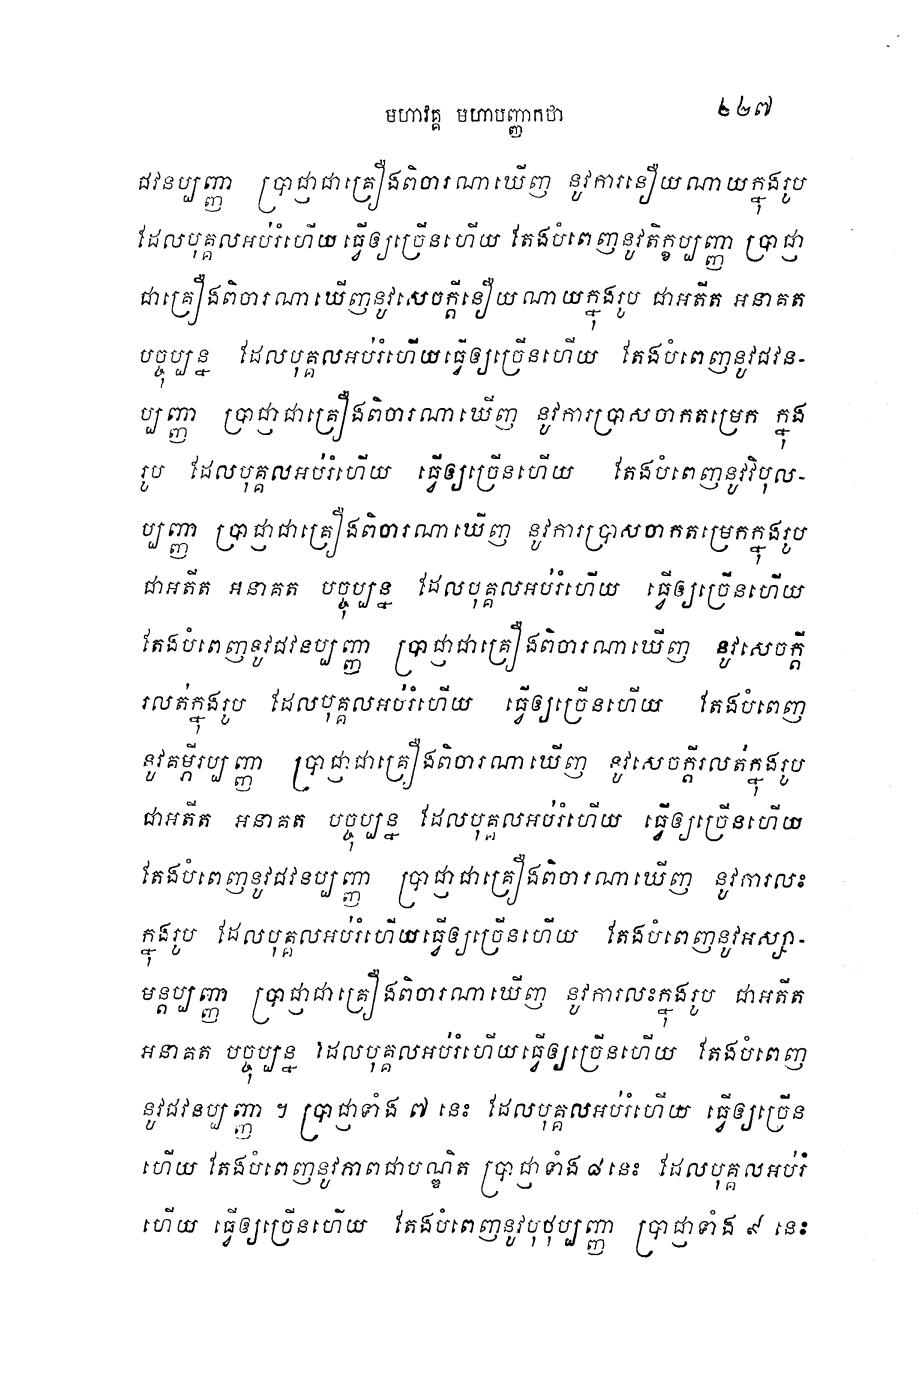 មហាវគ្គ មហាបញ្ញាកថា ២២៧
ជវនប្បញ្ញា ប្រាជ្ញាជាគ្រឿងពិចារណាឃើញ នូវការនឿយណាយក្នុងរូប
ដែលបុគ្គលអប់រំហើយ ធ្វើឲ្យច្រើនហើយ តែងបំពេញនូវតិក្ខប្បញ្ញា ប្រាជ្ញា
ជាគ្រឿងពិចារណាឃើញនូវសេចក្តីនឿយណាយក្នុងរូប ជាអតីត អនាគត
បច្ចុប្បន្ន ដែលបុគ្គលអប់រំហើយធ្វើឲ្យច្រើនហើយ តែងបំពេញនូវជវន-
ប្បញ្ញា ប្រាជ្ញាជាគ្រឿងពិចារណាឃើញ នូវការប្រាសចាកតម្រេក ក្នុង
រូប ដែលបុគ្គលអប់រំហើយ ធ្វើឲ្យច្រើនហើយ តែងបំពេញនូវវិបុល-
ប្បញ្ញា ប្រាជ្ញាជាគ្រឿងពិចារណាឃើញ នូវការប្រាសចាកតម្រេកក្នុងរូប
ជាអតីត អនាគត បច្ចុប្បន្ន ដែលបុគ្គលអប់រំហើយ ធ្វើឲ្យច្រើនហើយ
តែងបំពេញនូវជវនប្បញ្ញា ប្រាជ្ញាជាគ្រឿងពិចារណាឃើញ នូវសេចក្តី
រលត់ក្នុងរូប ដែលបុគ្គលអប់រំហើយ ធ្វើឲ្យច្រើនហើយ តែងបំពេញ
នូវគម្ភីរប្បញ្ញា ប្រាជ្ញាជាគ្រឿងពិចារណាឃើញ នូវសេចក្តីរលត់ក្នុងរូប
ជាអតីត អនាគត បច្ចុប្បន្ន ដែលបុគ្គលអប់រំហើយ ធ្វើឲ្យច្រើនហើយ
តែងបំពេញនូវជវនប្បញ្ញា ប្រាជ្ញាជាគ្រឿងពិចារណាឃើញ នូវការលះ
ក្នុងរូប ដែលបុគ្គលអប់រំហើយធ្វើឲ្យច្រើនហើយ តែងបំពេញនូវអស្សា-
មន្តប្បញ្ញា ប្រាជ្ញាជាគ្រឿងពិចារណាឃើញ នូវការលះក្នុងរូប ជាអតីត
អនាគត បច្ចុប្បន្ន ដែលបុគ្គលអប់រំហើយធ្វើឲ្យច្រើនហើយ តែងបំពេញ
នូវជវនប្បញ្ញា ។ ប្រាជ្ញាទាំង ៧ នេះ ដែលបុគ្គលអប់រំហើយ ធ្វើឲ្យច្រើន
ហើយ តែងបំពេញនូវភាពជាបណ្ឌិត ប្រាជ្ញាទាំង ៨ នេះ ដែលបុគ្គលអប់រំ
ហើយ ធ្វើឲ្យច្រើនហើយ តែងបំពេញនូវបុថុប្បញ្ញា ប្រាជ្ញាទាំង ៩ នេះ